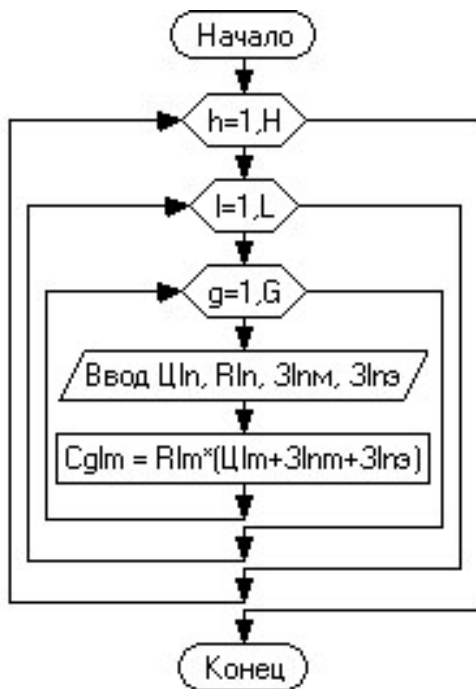 Начало
h=1,H
l=1,L
g=1,G
Ввод Цln, Rln, Зlnм, Зlnэ
Cglm = Rlm*(Цlm+Зlnm+Зlnэ)
Конец